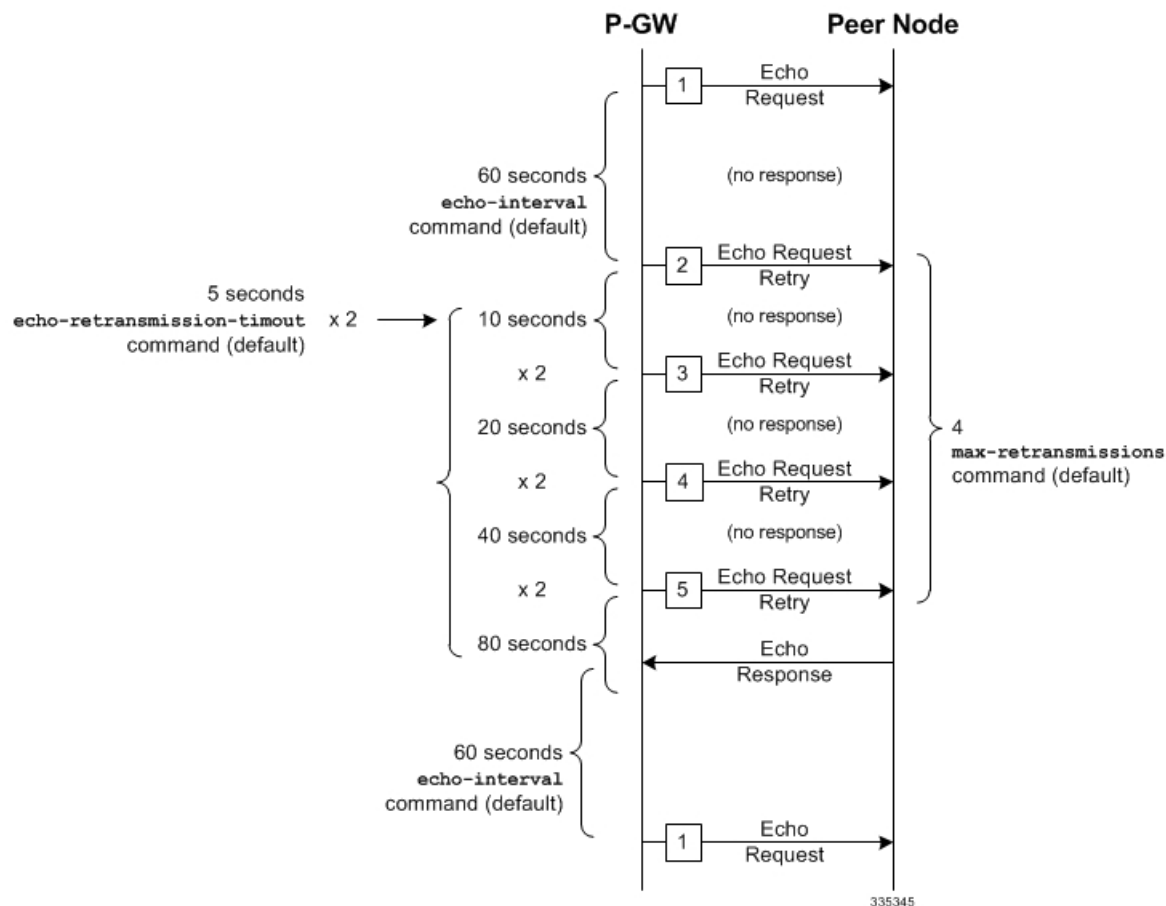 P-GW
Peer Node
1
Echo
Request
60 seconds
echo-interval
command (default)
(no response)
2
Echo Request
Retry
5 seconds
echo-retransmission-timout
command (default)
x 2
10 seconds
(no response)
x 2
3
Echo Request
Retry
20 seconds
(no response)
4
max-retransmissions
command (default)
x 2
4
Echo Request
Retry
40 seconds
(no response)
x 2
5
Echo Request
Retry
80 seconds
Echo
Response
60 seconds
echo-interval
command (default)
1
Echo
Request
335345